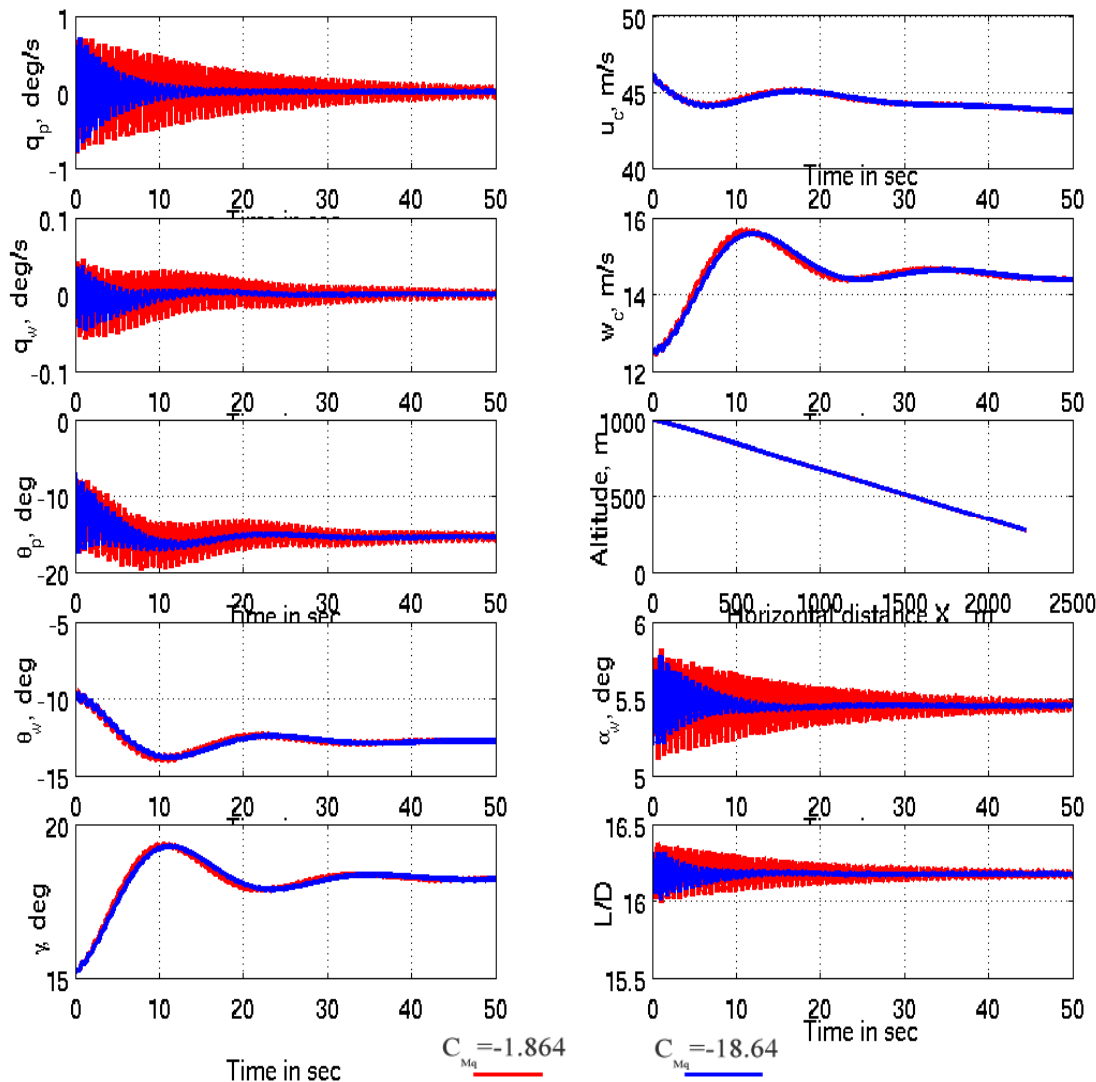 q_p, deg/s
1
0
-1
0 10 20 30 40 50
u_c, m/s
50
45
40
Time in sec
0 10 20 30 40 50
q_w, deg/s
0.1
0
-0.1
0 10 20 30 40 50
w_c, m/s
16
14
12
0 10 20 30 40 50
θ_p, deg
0
-10
-20
0 10 20 30 40 50
Time in sec
Altitude, m
1000
500
0
0 500 1000 1500 2000 2500
Horizontal distance X m
θ_w, deg
-5
-10
-15
0 10 20 30 40 50
α_w, deg
6
5.5
5
0 10 20 30 40 50
γ, deg
20
15
0 10 20 30 40 50
Time in sec
L/D
16.5
16
15.5
0 10 20 30 40 50
Time in sec
C_Mq=-1.864
C_Mq=-18.64